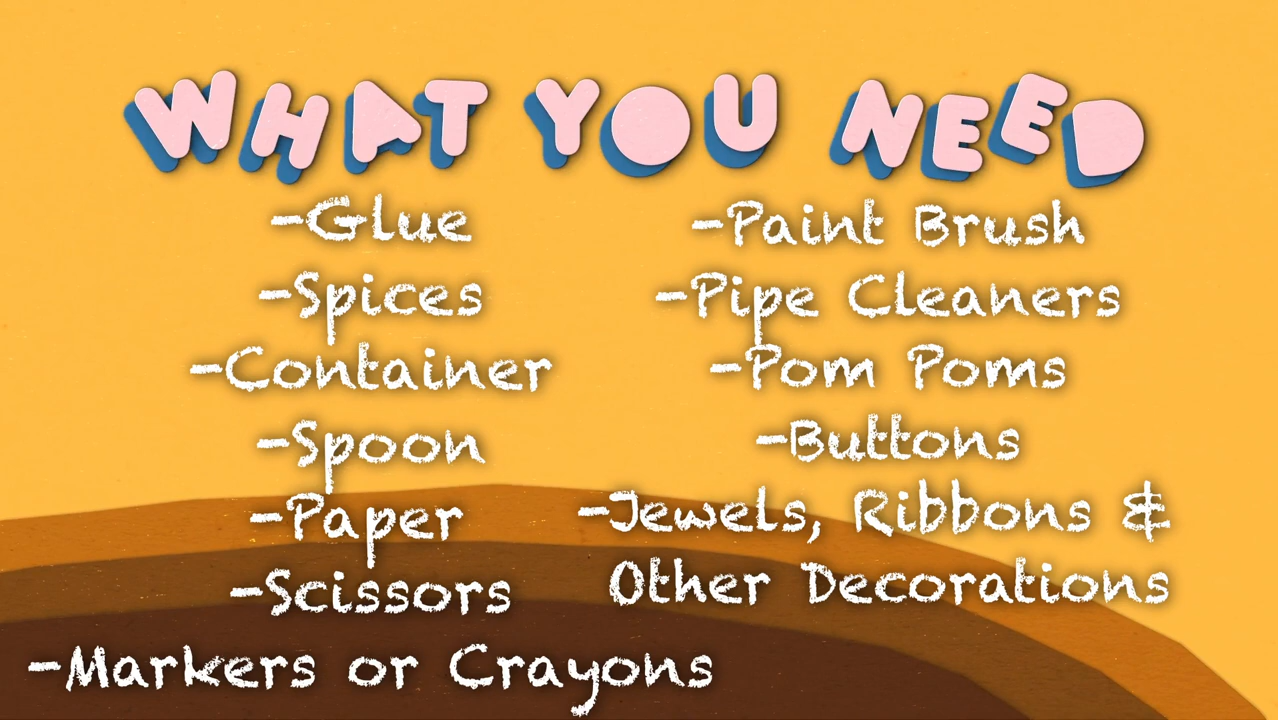 WHAT YOU NEED
-Glue
-Spices
-Container
-Spoon
-Paper
-Scissors
-Markers or Crayons
-Paint Brush
-Pipe Cleaners
-Pom Poms
-Buttons
-Jewels, Ribbons &
Other Decorations